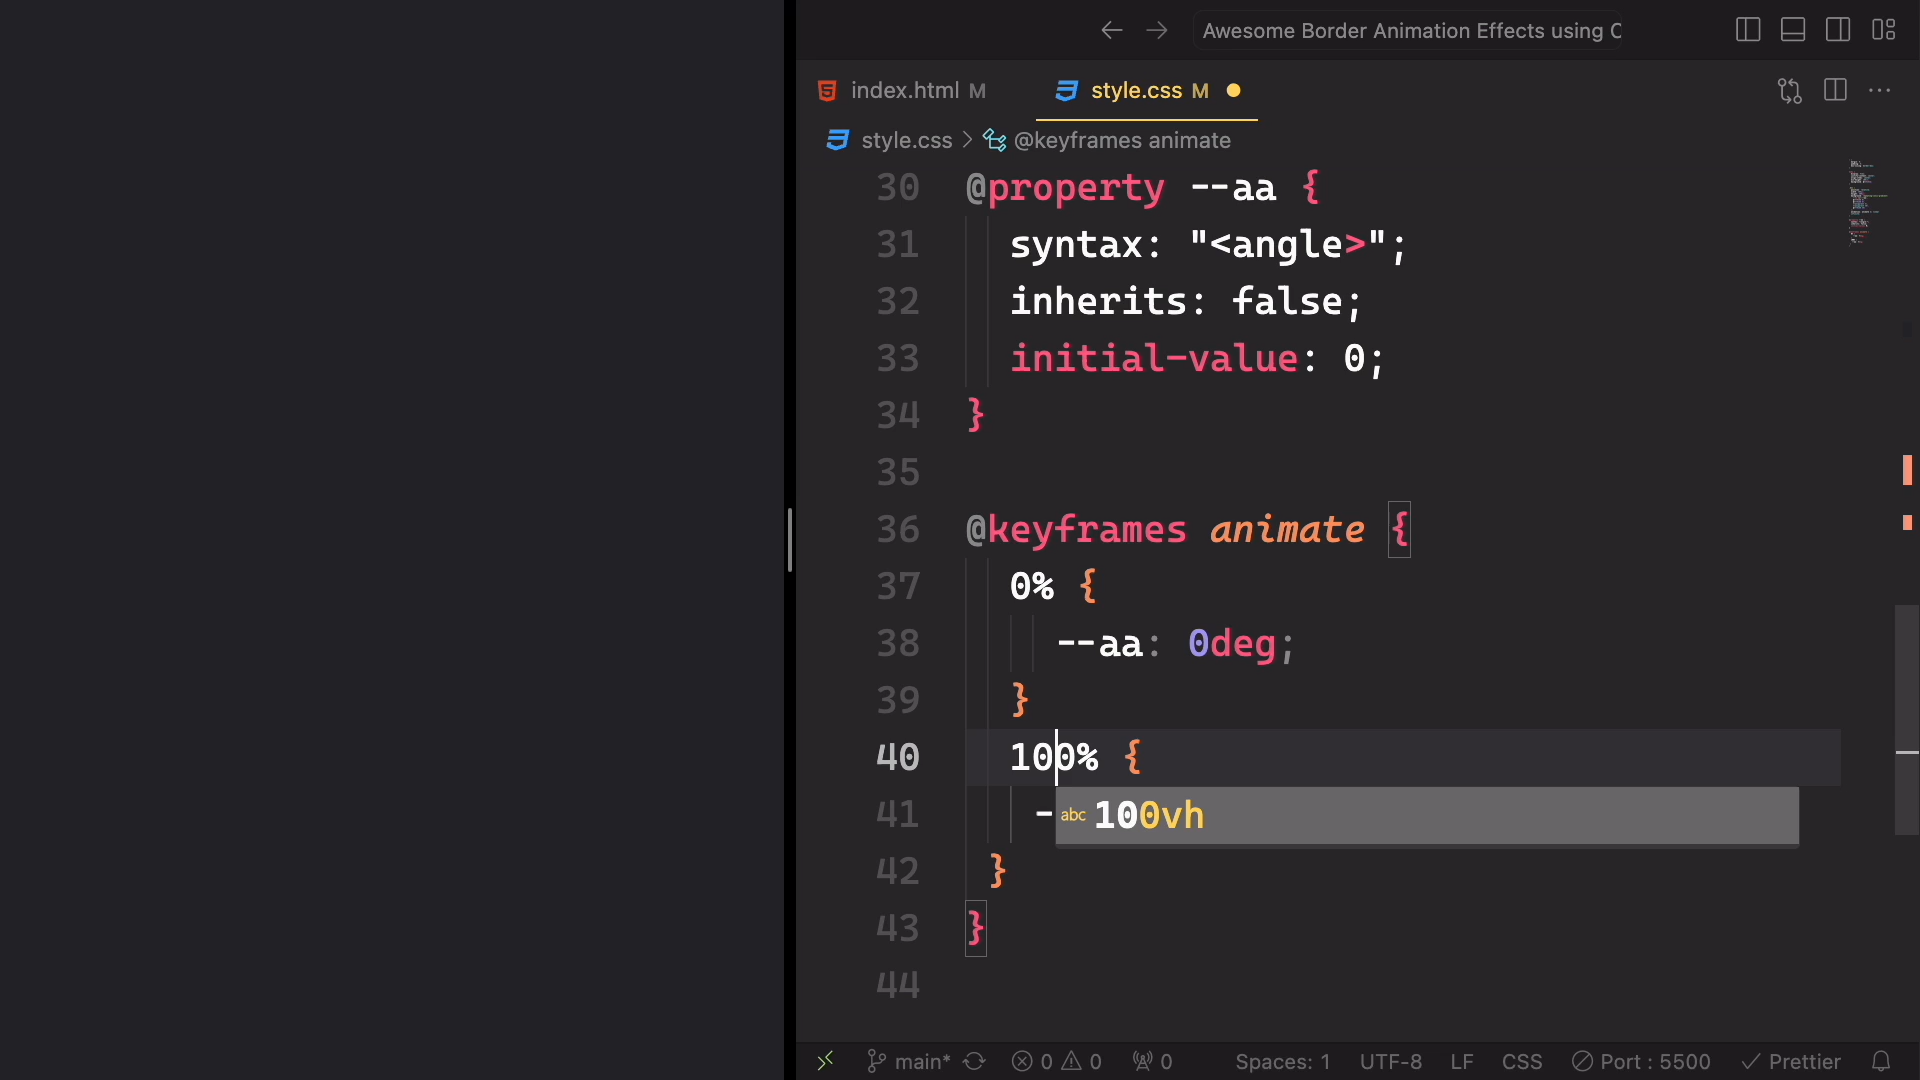 Awesome Border Animation Effects using C
index.html M
style.css M
style.css > @keyframes animate
30 @property --aa {
31 syntax: "<angle>";
32 inherits: false;
33 initial-value: 0;
34 }
35
36 @keyframes animate {
37 0% {
38 --aa: 0deg;
39 }
40 100% {
41 -
abc 100vh
42 }
43 }
44
main* 0 0 0 Spaces: 1 UTF-8 LF CSS Port : 5500 Prettier